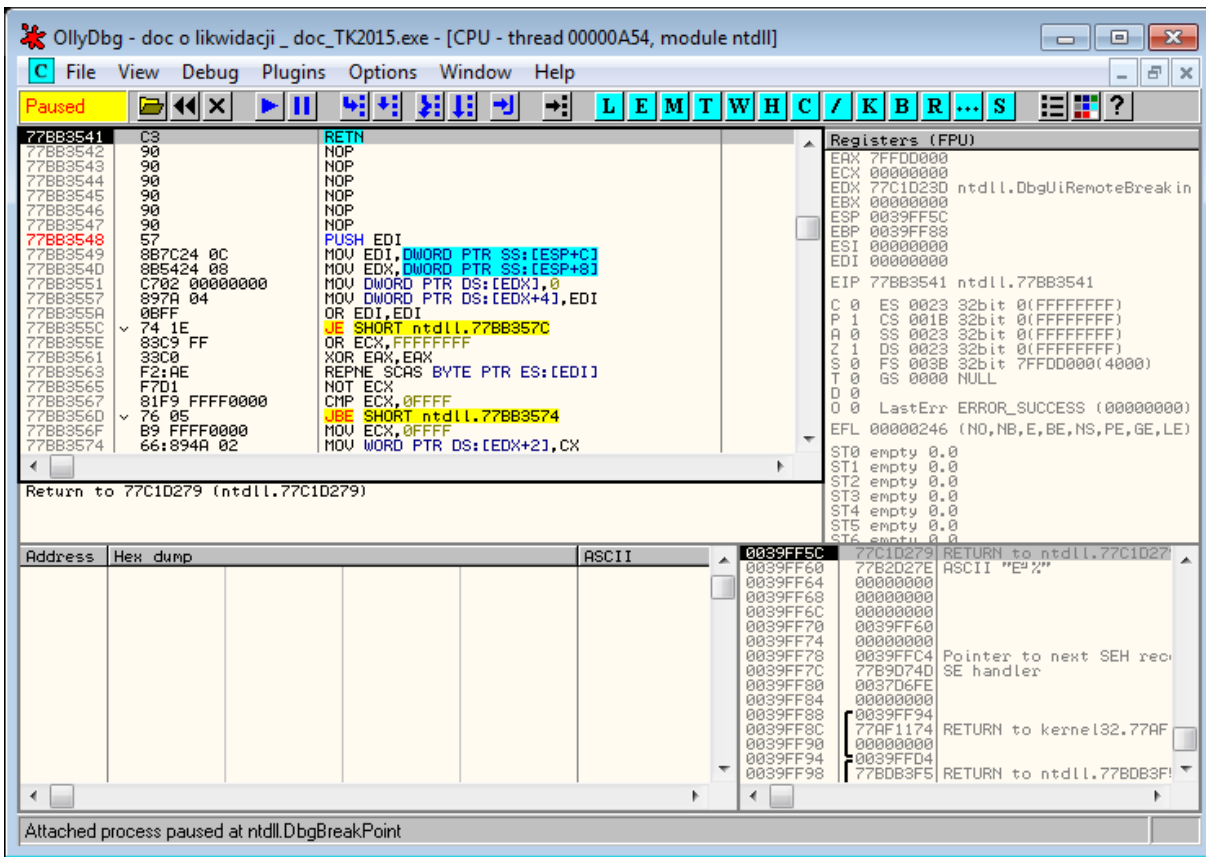 OllyDbg - doc o likwidacji _ doc_TK2015.exe - [CPU - thread 00000A54, module ntdll]
C File View Debug Plugins Options Window Help
Paused L E M T W H C / K B R ... S ?
77BB3541 C3 RETN
77BB3542 90 NOP
77BB3543 90 NOP
77BB3544 90 NOP
77BB3545 90 NOP
77BB3546 90 NOP
77BB3547 90 NOP
77BB3548 57 PUSH EDI
77BB3549 8B7C24 0C MOV EDI,DWORD PTR SS:[ESP+C]
77BB354D 8B5424 08 MOV EDX,DWORD PTR SS:[ESP+8]
77BB3551 C702 00000000 MOV DWORD PTR DS:[EDX],0
77BB3557 897A 04 MOV DWORD PTR DS:[EDX+4],EDI
77BB355A 0BFF OR EDI,EDI
77BB355C 74 1E JE SHORT ntdll.77BB357C
77BB355E 83C9 FF OR ECX,FFFFFFFF
77BB3561 33C0 XOR EAX,EAX
77BB3563 F2:AE REPNE SCAS BYTE PTR ES:[EDI]
77BB3565 F7D1 NOT ECX
77BB3567 81F9 FFFF0000 CMP ECX,0FFFF
77BB356D 76 05 JBE SHORT ntdll.77BB3574
77BB356F B9 FFFF0000 MOV ECX,0FFFF
77BB3574 66:894A 02 MOV WORD PTR DS:[EDX+2],CX
Return to 77C1D279 (ntdll.77C1D279)
Registers (FPU)
EAX 7FFDD000
ECX 00000000
EDX 77C1D23D ntdll.DbgUiRemoteBreakin
EBX 00000000
ESP 0039FF5C
EBP 0039FF88
ESI 00000000
EDI 00000000
EIP 77BB3541 ntdll.77BB3541
C 0 ES 0023 32bit 0(FFFFFFFF)
P 1 CS 001B 32bit 0(FFFFFFFF)
A 0 SS 0023 32bit 0(FFFFFFFF)
Z 1 DS 0023 32bit 0(FFFFFFFF)
S 0 FS 003B 32bit 7FFDD000(4000)
T 0 GS 0000 NULL
D 0
O 0 LastErr ERROR_SUCCESS (00000000)
EFL 00000246 (NO,NB,E,BE,NS,PE,GE,LE)
ST0 empty 0.0
ST1 empty 0.0
ST2 empty 0.0
ST3 empty 0.0
ST4 empty 0.0
ST5 empty 0.0
ST6 empty 0.0
Address Hex dump ASCII
0039FF5C 77C1D279 RETURN to ntdll.77C1D27
0039FF60 77B2D27E ASCII
0039FF64 00000000
0039FF68 00000000
0039FF6C 00000000
0039FF70 0039FF60
0039FF74 00000000
0039FF78 0039FFC4 Pointer to next SEH rec
0039FF7C 77B9D74D SE handler
0039FF80 0037D6FE
0039FF84 00000000
0039FF88 0039FF94
0039FF8C 77AF1174 RETURN to kernel32.77AF
0039FF90 00000000
0039FF94 0039FFD4
0039FF98 77BDB3F5 RETURN to ntdll.77BDB3F
Attached process paused at ntdll.DbgBreakPoint